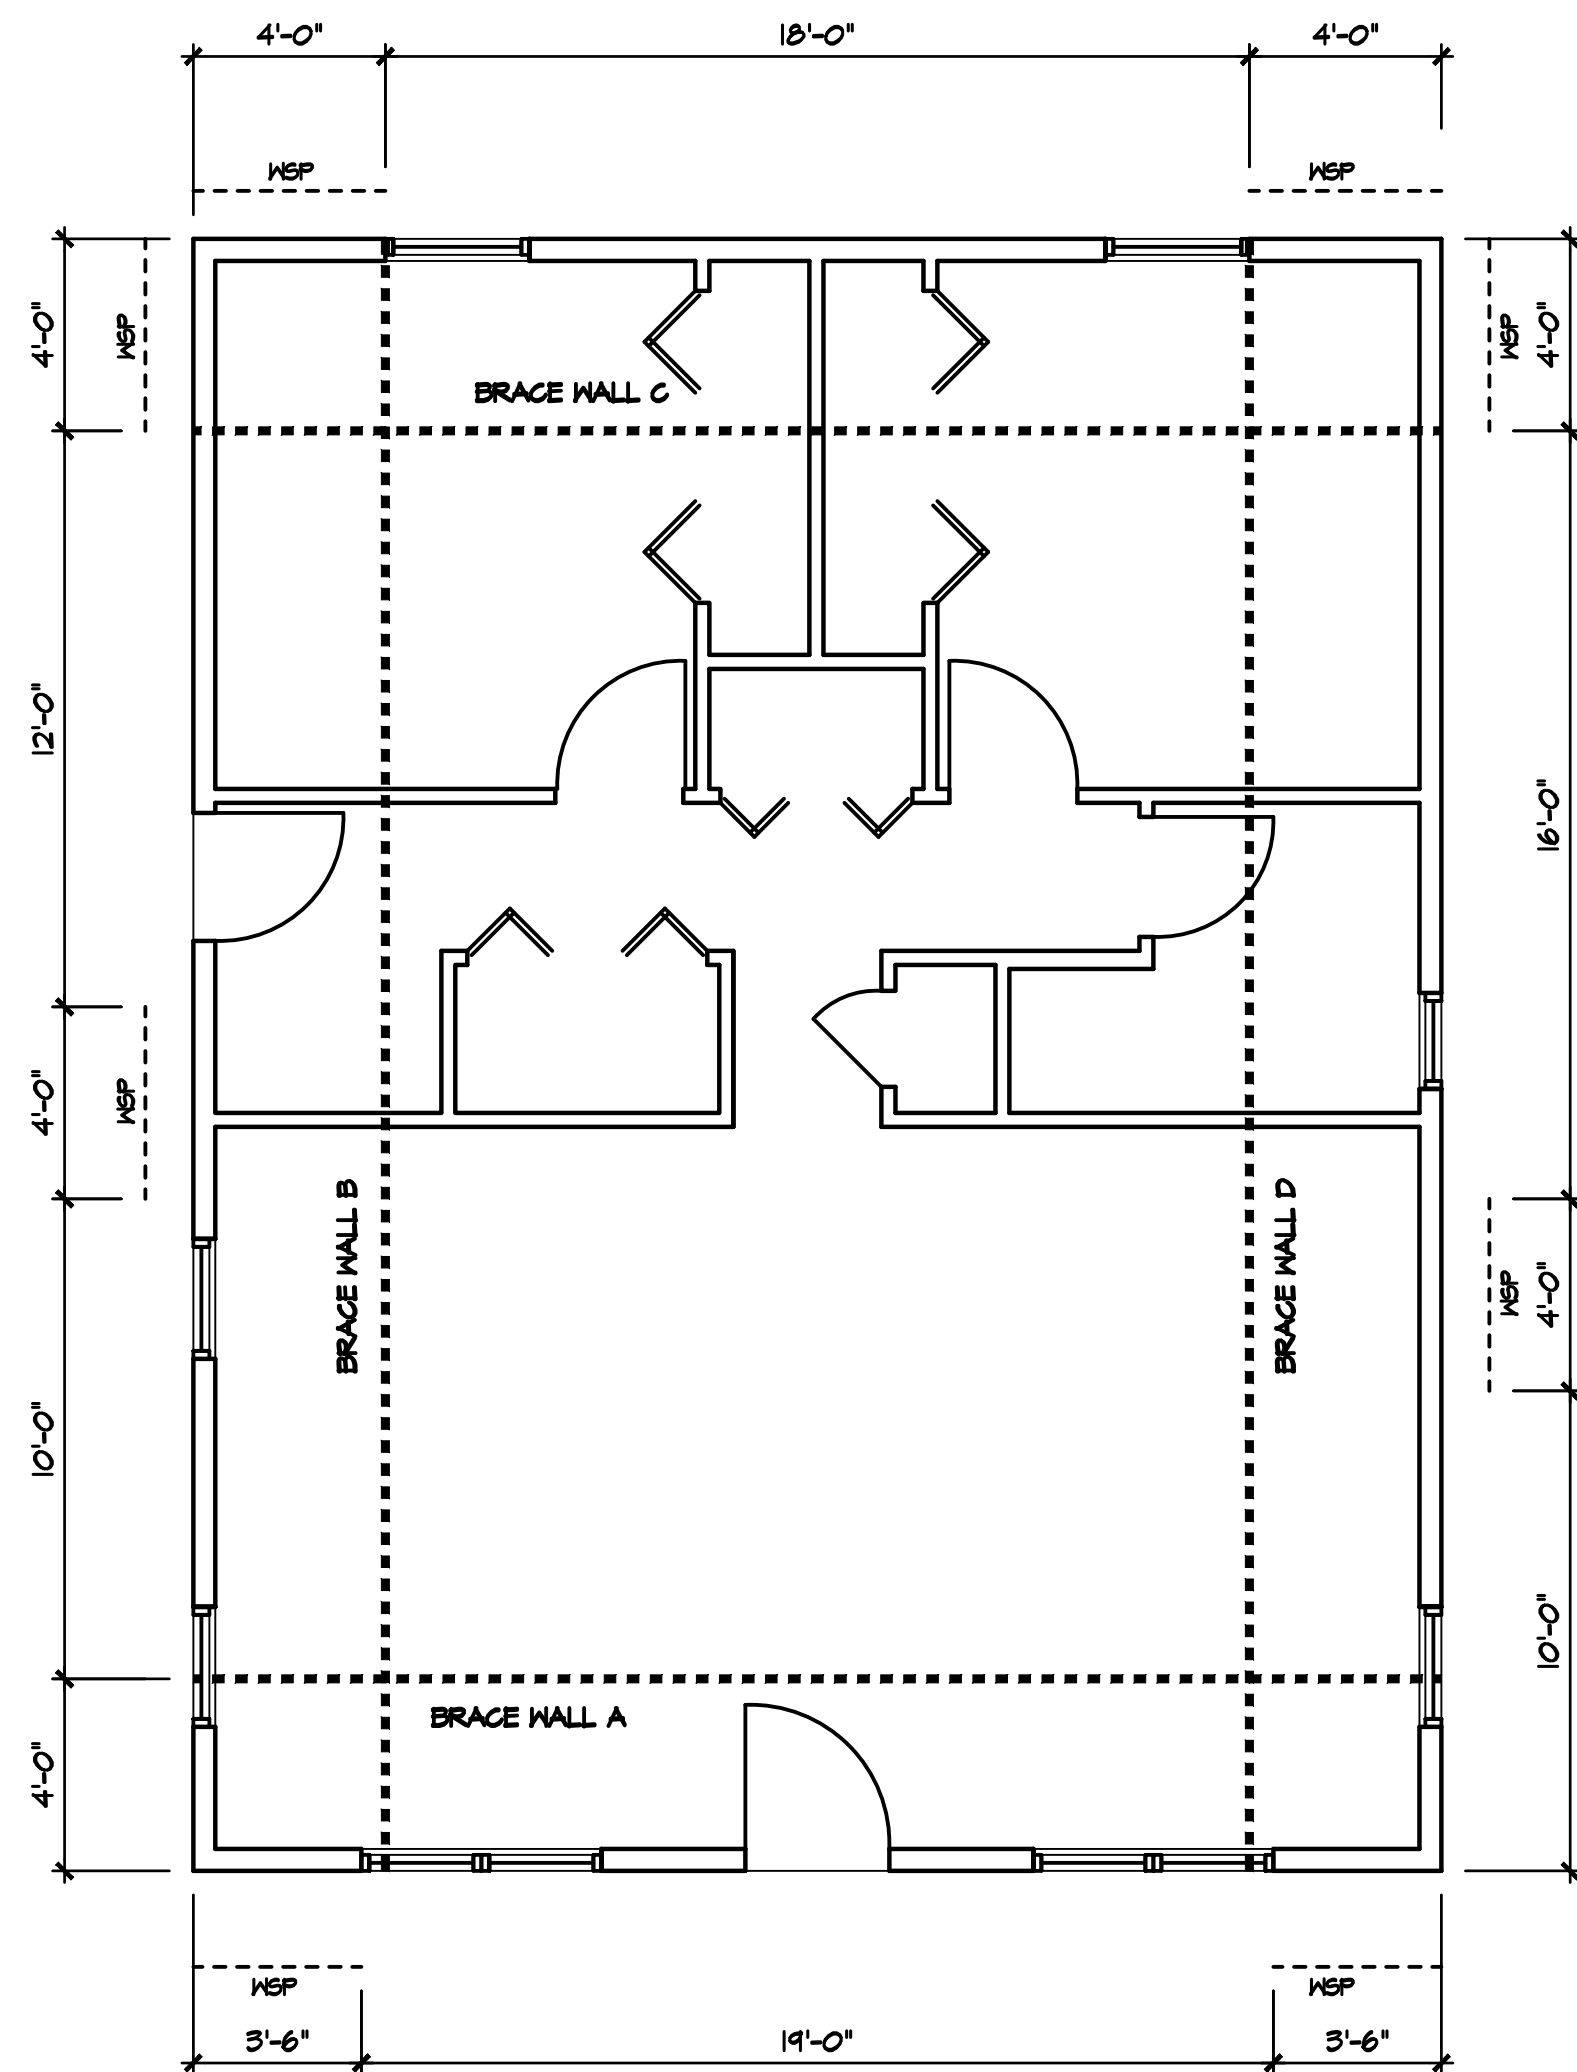 4'-0" 18'-0" 4'-0"
WSP WSP
4'-0" WSP WSP 4'-0"
BRACE WALL C
12'-0"
16'-0"
4'-0" WSP
BRACE WALL B BRACE WALL D
WSP 4'-0"
10'-0"
10'-0"
BRACE WALL A
4'-0"
WSP WSP
3'-6" 19'-0" 3'-6"